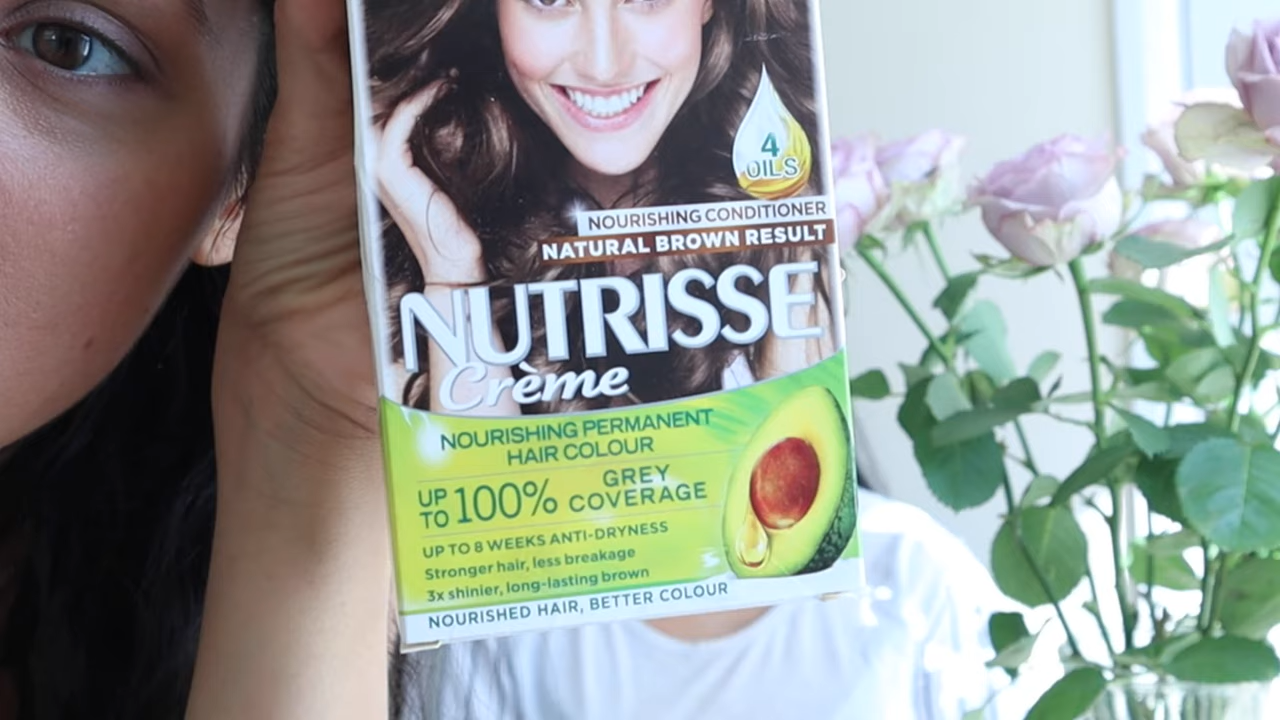 4
OILS
NOURISHING CONDITIONER
NATURAL BROWN RESULT
NUTRISSE
Crème
NOURISHING PERMANENT
HAIR COLOUR
UP TO 100% GREY COVERAGE
UP TO 8 WEEKS ANTI-DRYNESS
Stronger hair, less breakage
3x shinier, long-lasting brown
NOURISHED HAIR, BETTER COLOUR